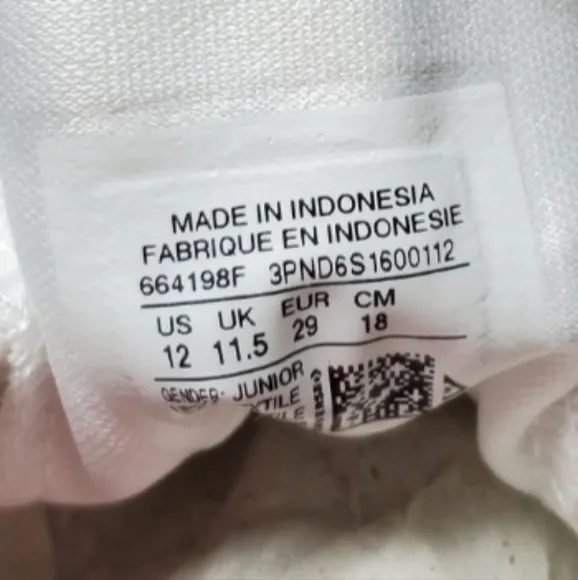 MADE IN INDONESIA
FABRIQUE EN INDONESIE
664198F 3PND6S1600112
US UK EUR CM
12 11.5 29 18
GENDER: JUNIOR